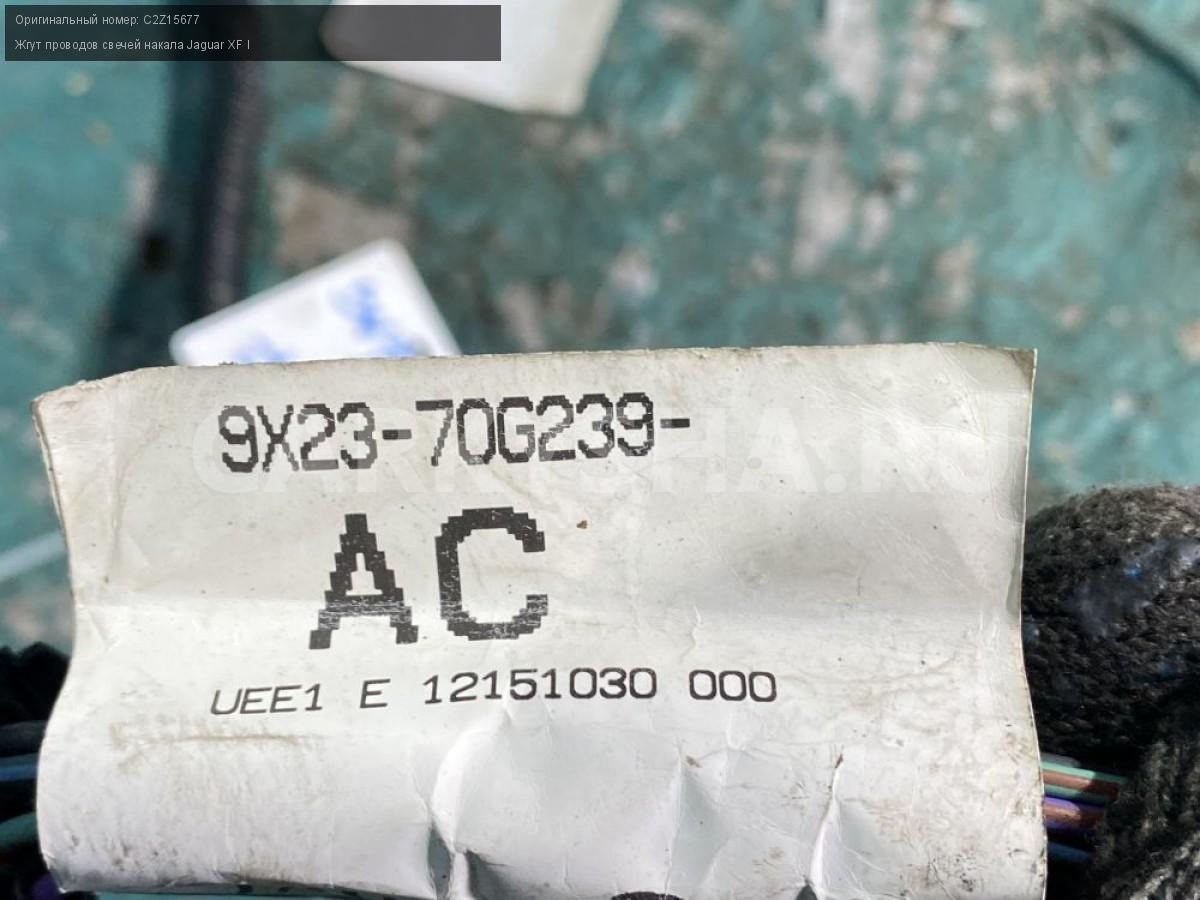 Оригинальный номер: C2Z15677
Жгут проводов свечей накала Jaguar XF I
9X23-70G239-
AC
UEE1 E 12151030 000